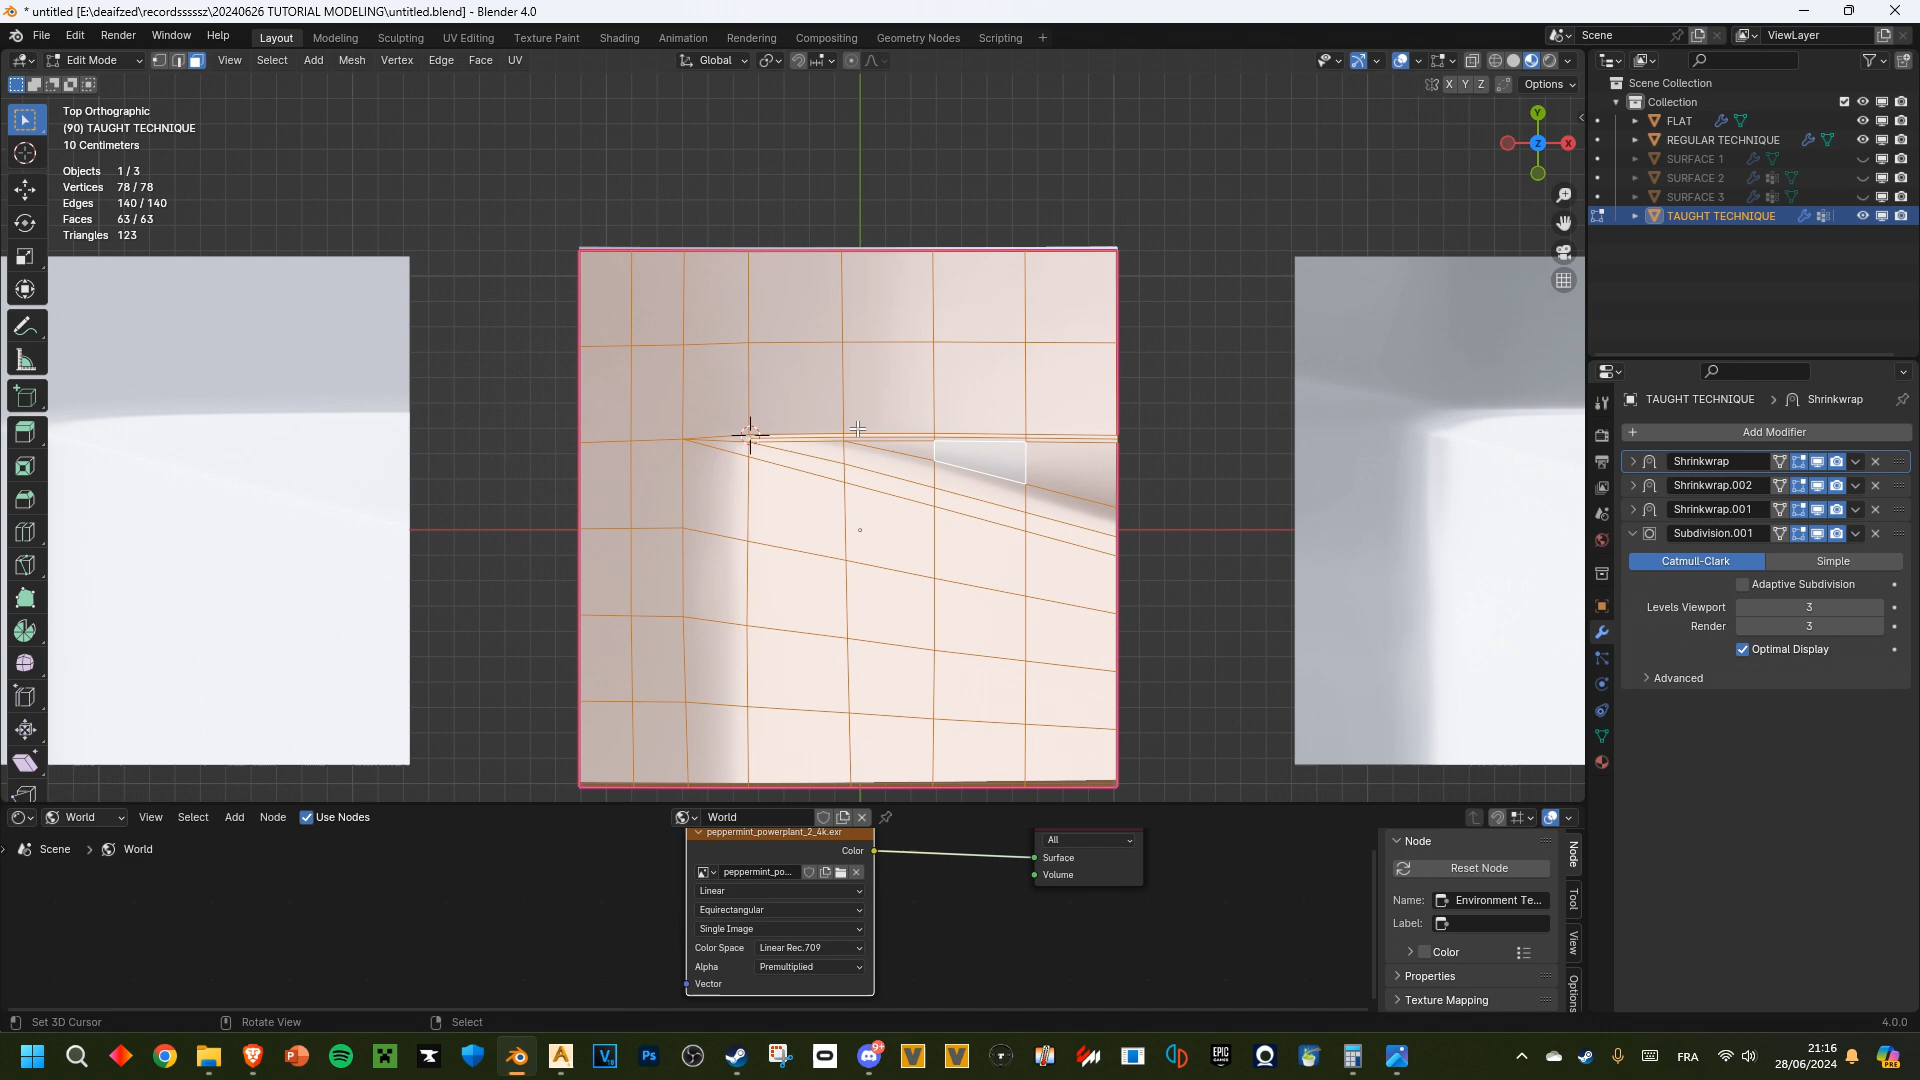 * untitled [E:\deaifzed\recordsssssz\20240626 TUTORIAL MODELING\untitled.blend] - Blender 4.0
File Edit Render Window Help Layout Modeling Sculpting UV Editing Texture Paint Shading Animation Rendering Compositing Geometry Nodes Scripting + Scene ViewLayer
Edit Mode View Select Add Mesh Vertex Edge Face UV Global
X Y Z Options
Top Orthographic
(90) TAUGHT TECHNIQUE
10 Centimeters
Objects 1 / 3
Vertices 78 / 78
Edges 140 / 140
Faces 63 / 63
Triangles 123
Y
Z X
Scene Collection
Collection
FLAT
REGULAR TECHNIQUE
SURFACE 1
SURFACE 2
SURFACE 3
TAUGHT TECHNIQUE
TAUGHT TECHNIQUE > Shrinkwrap
+ Add Modifier
Shrinkwrap
Shrinkwrap.002
Shrinkwrap.001
Subdivision.001
Catmull-Clark Simple
Adaptive Subdivision
Levels Viewport 3
Render 3
Optimal Display
Advanced
World View Select Add Node Use Nodes World
Scene > World
peppermint_powerplant_2_4k.exr
Color
peppermint_po...
Linear
Equirectangular
Single Image
Color Space Linear Rec.709
Alpha Premultiplied
Vector
All
Surface
Volume
Node
Reset Node
Name: Environment Te...
Label:
Color
Properties
Texture Mapping
Node
Tool
View
Options
Set 3D Cursor Rotate View Select 4.0.0
9+
FRA
21:16
28/06/2024